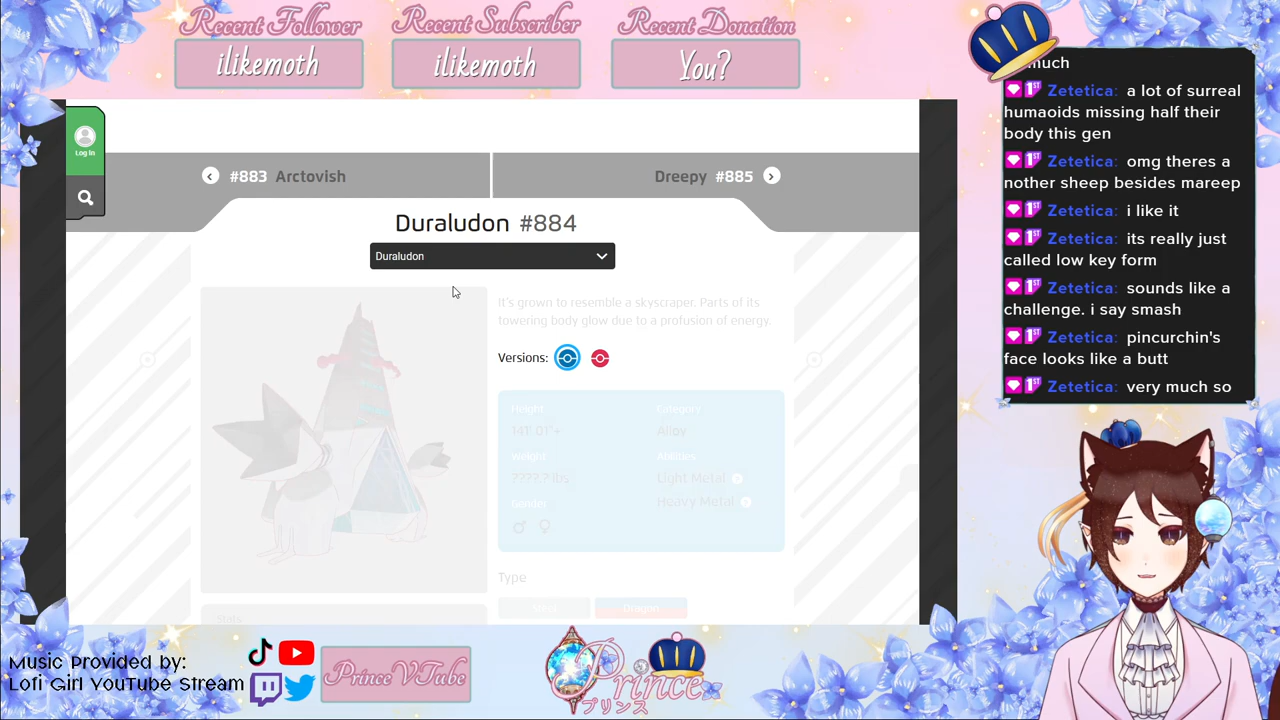 Recent Follower
ilikemoth
Recent Subscriber
ilikemoth
Recent Donation
You?
Log In
#883 Arctovish
Dreepy #885
Duraludon #884
Duraludon
It's grown to resemble a skyscraper. Parts of its
towering body glow due to a profusion of energy.
Versions:
Height
141' 01"+
Category
Alloy
Weight
????.? lbs
Abilities
Light Metal
Heavy Metal
Gender
Type
Steel
Dragon
Stats
much
Zetetica: a lot of surreal
humaoids missing half their
body this gen
Zetetica: omg theres a
nother sheep besides mareep
Zetetica: i like it
Zetetica: its really just
called low key form
Zetetica: sounds like a
challenge. i say smash
Zetetica: pincurchin's
face looks like a butt
Zetetica: very much so
Music Provided by:
Lofi Girl YouTube Stream
PrinceVTube
Prince
プリンス